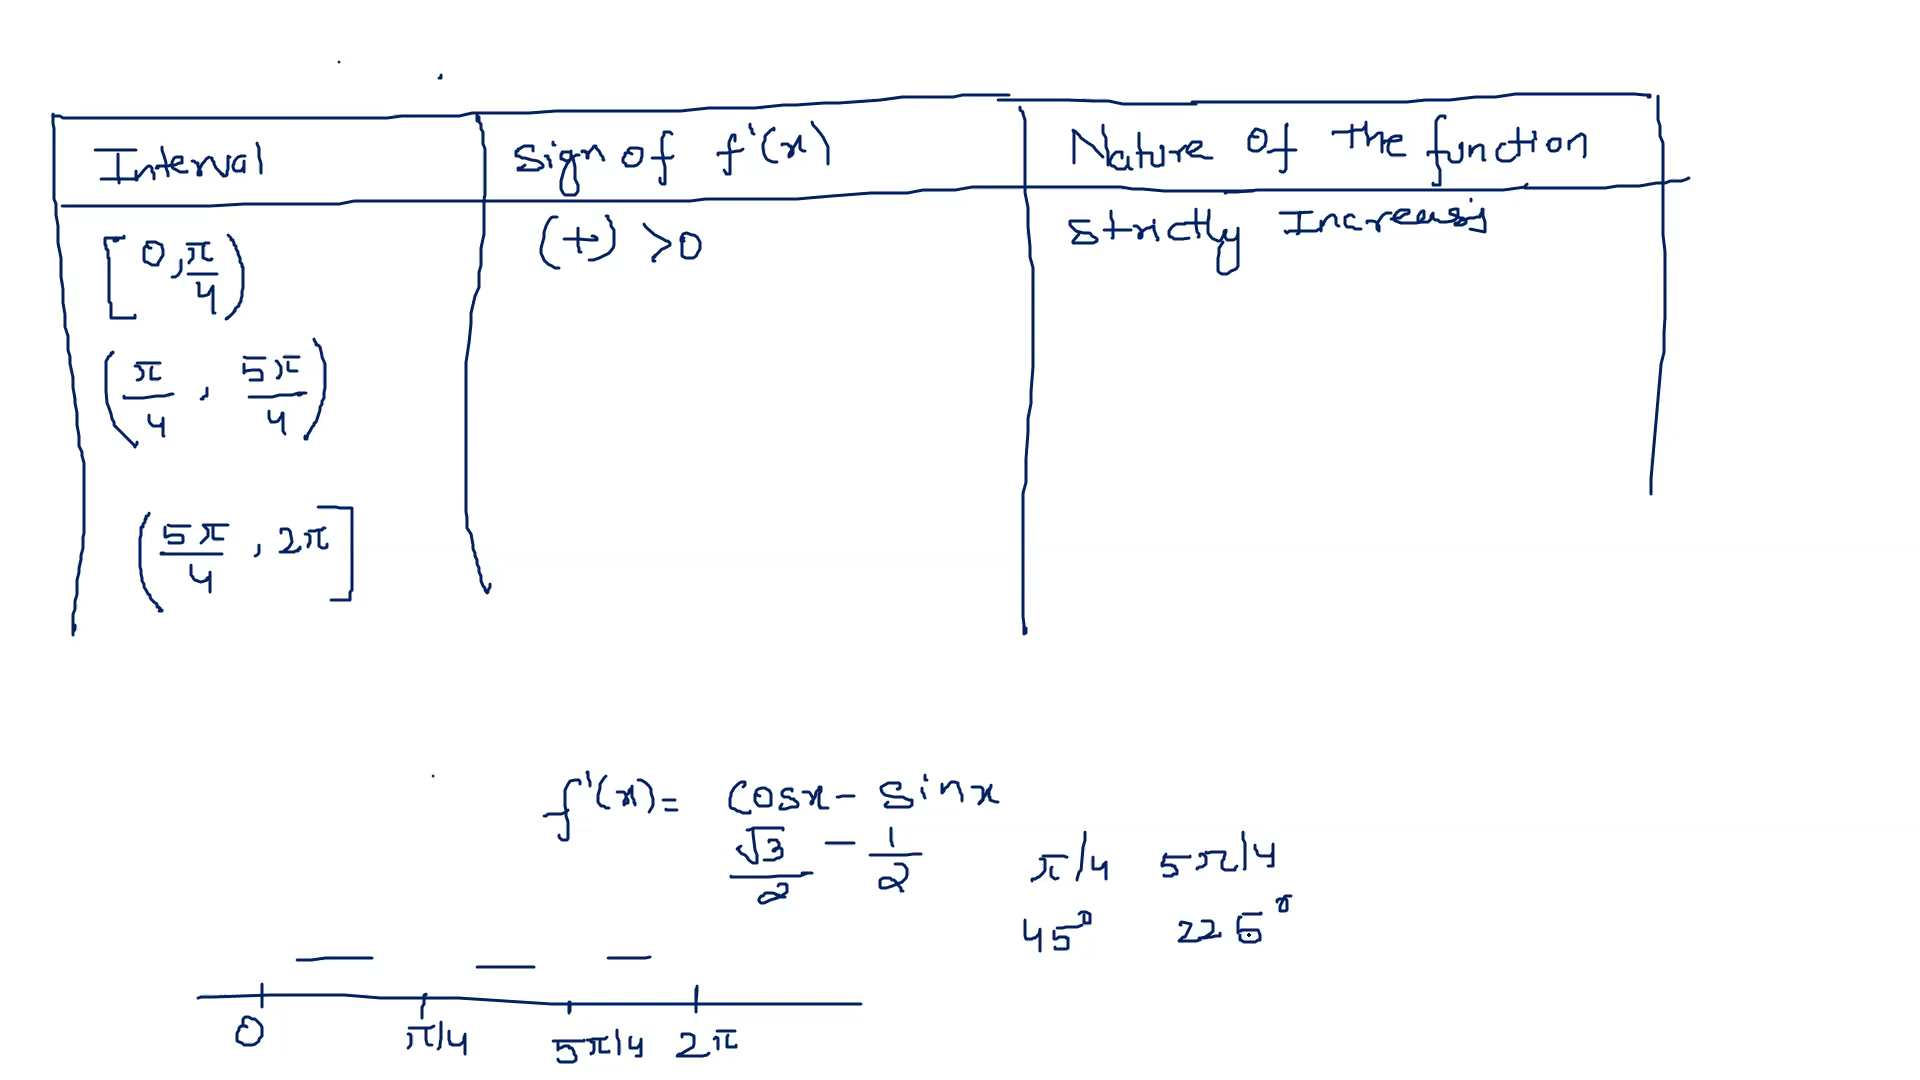 Interval Sign of f'(x) Nature of the function
[0, π/4) (+) >0 Strictly Increasing
(π/4, 5π/4)
(5π/4, 2π]
f'(x) = cosx - sinx
√3/2 - 1/2
π/4 5π/4
45° 225°
0 π/4 5π/4 2π